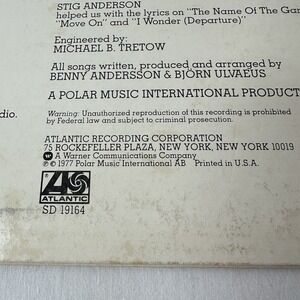 STIG ANDERSON
helped us with the lyrics on "The Name Of The Gam
"Move On" and "I Wonder (Departure)"
Engineered by:
MICHAEL B. TRETOW
All songs written, produced and arranged by
BENNY ANDERSSON & BJÖRN ULVAEUS
A POLAR MUSIC INTERNATIONAL PRODUCT
dio.
Warning: Unauthorized reproduction of this recording is prohibited
by Federal law and subject to criminal prosecution.
ATLANTIC RECORDING CORPORATION
75 ROCKEFELLER PLAZA, NEW YORK, NEW YORK 10019
A Warner Communications Company
℗ © 1977 Polar Music International AB Printed in U.S.A.
ATLANTIC
SD 19164